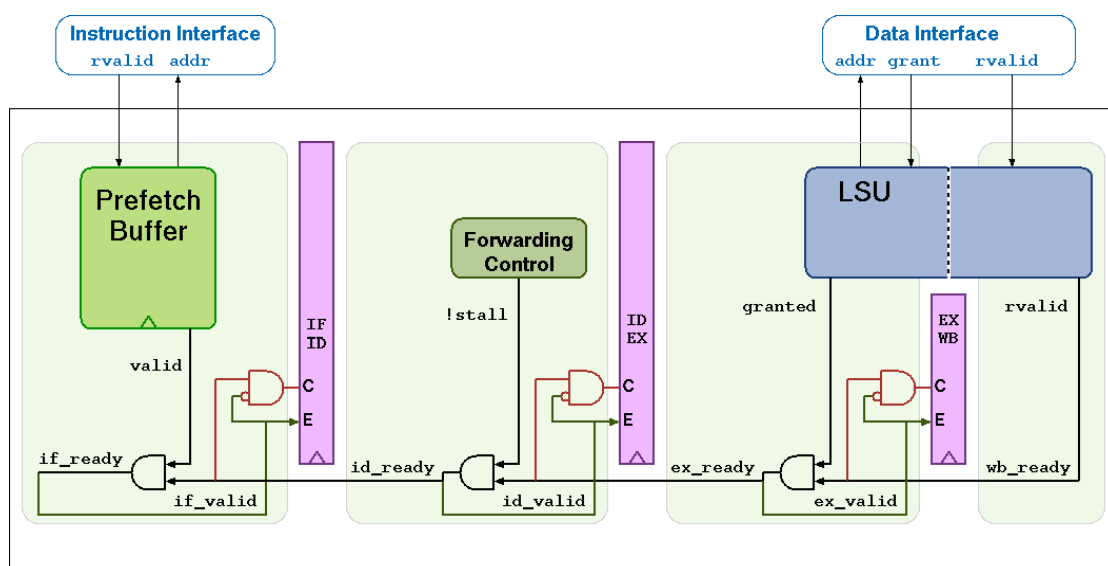 Instruction Interface
rvalid addr
Data Interface
addr grant rvalid
Prefetch
Buffer
LSU
Forwarding
Control
IF
ID
ID
EX
EX
WB
valid
!stall
granted
rvalid
C
E
C
E
C
E
if_ready
if_valid
id_ready
id_valid
ex_ready
ex_valid
wb_ready